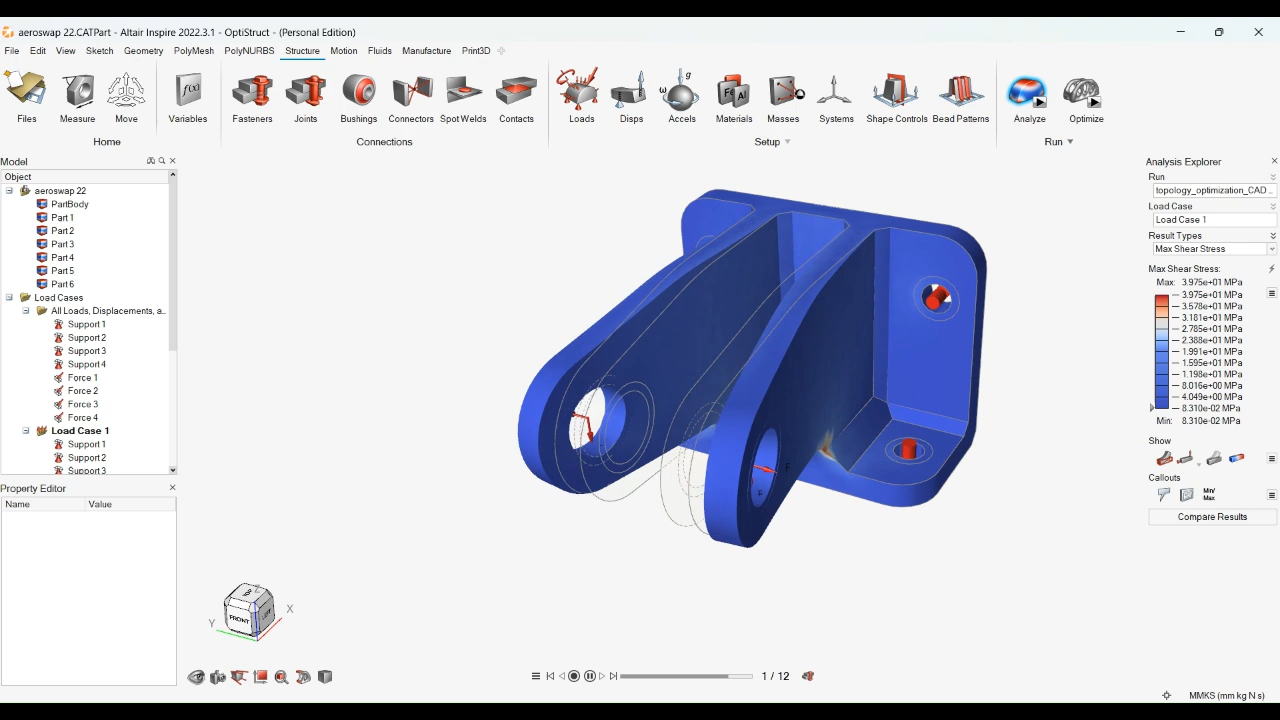 aeroswap 22.CATPart - Altair Inspire 2022.3.1 - OptiStruct - (Personal Edition)
File Edit View Sketch Geometry PolyMesh PolyNURBS Structure Motion Fluids Manufacture Print3D
Files Measure Move Variables Fasteners Joints Bushings Connectors Spot Welds Contacts Loads Disps Accels Materials Masses Systems Shape Controls Bead Patterns Analyze Optimize
Home Connections Setup Run
Model
Object
aeroswap 22
PartBody
Part 1
Part 2
Part 3
Part 4
Part 5
Part 6
Load Cases
All Loads, Displacements, a..
Support 1
Support 2
Support 3
Support 4
Force 1
Force 2
Force 3
Force 4
Load Case 1
Support 1
Support 2
Support 3
Property Editor
Name Value
F
F
FRONT
LEFT
X
Y
1 / 12
Analysis Explorer
Run
topology_optimization_CAD ..
Load Case
Load Case 1
Result Types
Max Shear Stress
Max Shear Stress:
Max: 3.975e+01 MPa
3.975e+01 MPa
3.578e+01 MPa
3.181e+01 MPa
2.785e+01 MPa
2.388e+01 MPa
1.991e+01 MPa
1.595e+01 MPa
1.198e+01 MPa
8.016e+00 MPa
4.049e+00 MPa
8.310e-02 MPa
Min: 8.310e-02 MPa
Show
Callouts
Min/
Max
Compare Results
MMKS (mm kg N s)